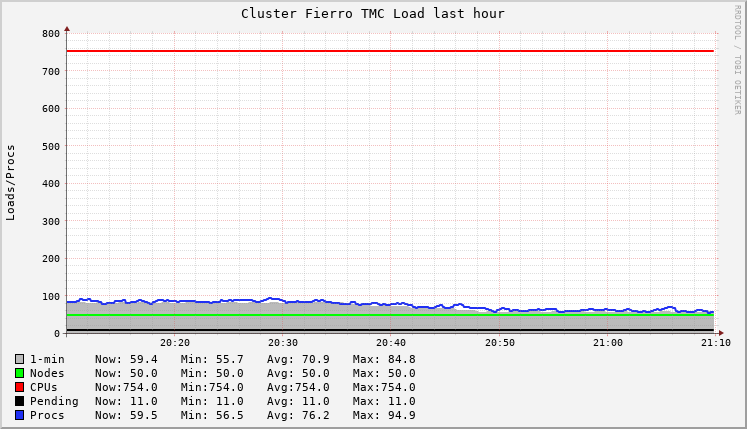 Cluster Fierro TMC Load last hour
RRDTOOL / TOBI OETIKER
Loads/Procs
800
700
600
500
400
300
200
100
0
20:20 20:30 20:40 20:50 21:00 21:10
1-min Now: 59.4 Min: 55.7 Avg: 70.9 Max: 84.8
Nodes Now: 50.0 Min: 50.0 Avg: 50.0 Max: 50.0
CPUs Now:754.0 Min:754.0 Avg:754.0 Max:754.0
Pending Now: 11.0 Min: 11.0 Avg: 11.0 Max: 11.0
Procs Now: 59.5 Min: 56.5 Avg: 76.2 Max: 94.9